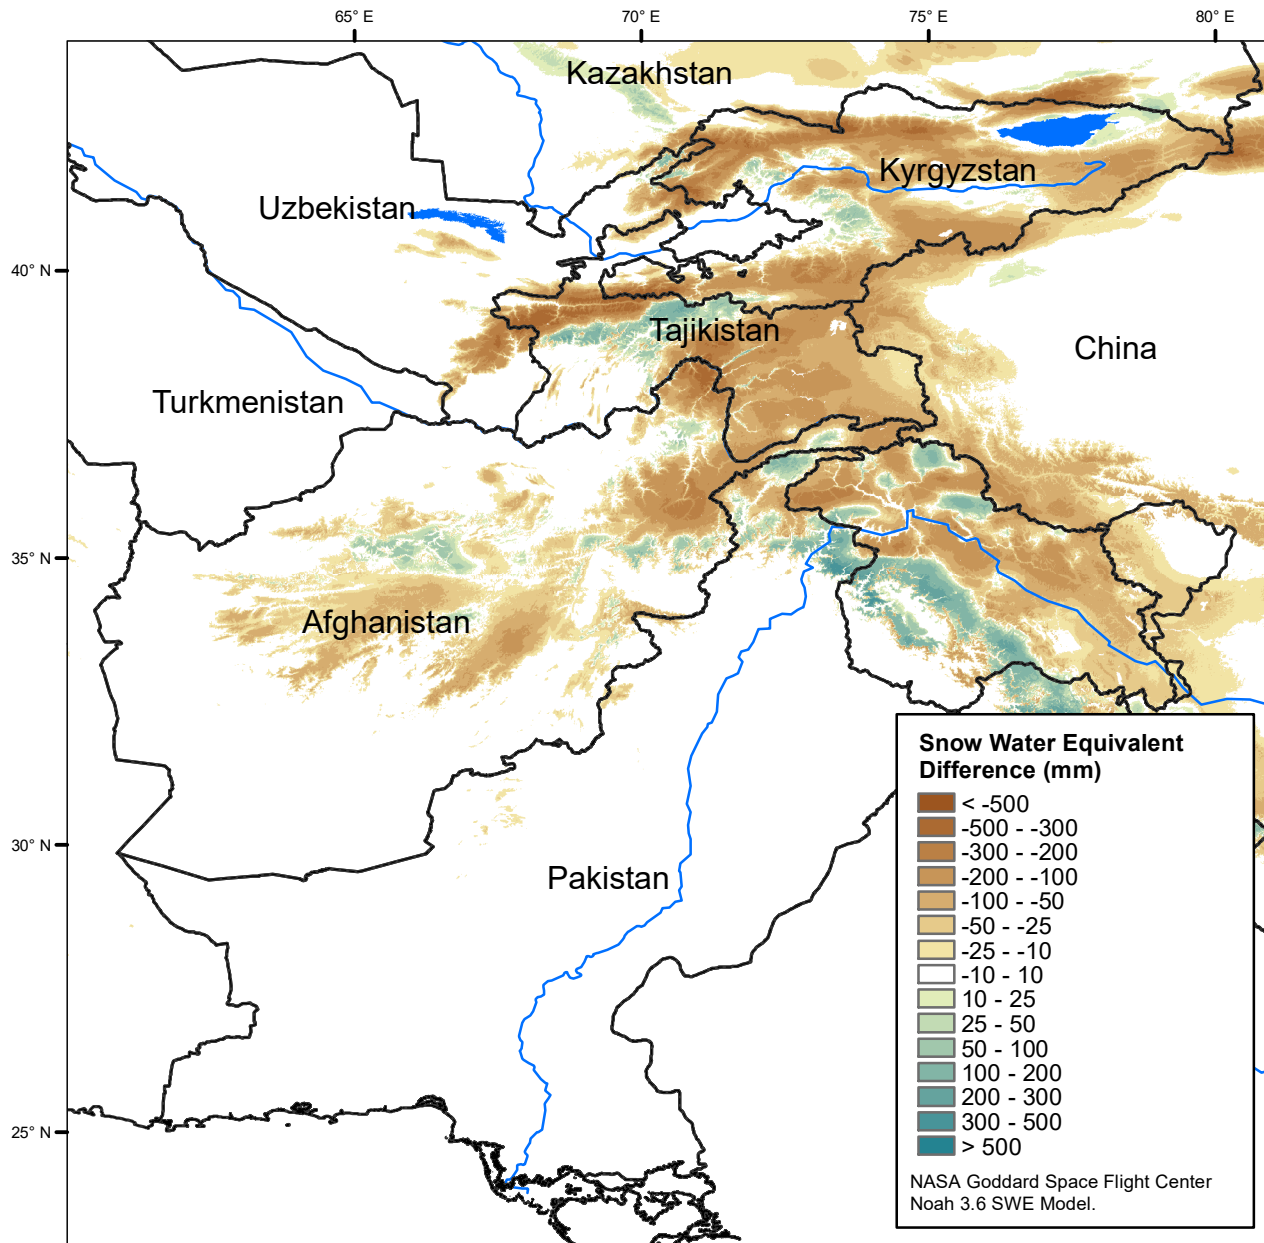 65° E
70° E
75° E
80° E
Kazakhstan
Kyrgyzstan
Uzbekistan
40° N
Tajikistan
China
Turkmenistan
35° N
Afghanistan
Snow Water Equivalent
Difference (mm)
< -500
-500 - -300
-300 - -200
-200 - -100
-100 - -50
-50 - -25
-25 - -10
-10 - 10
10 - 25
25 - 50
50 - 100
100 - 200
200 - 300
300 - 500
> 500
NASA Goddard Space Flight Center
Noah 3.6 SWE Model.
30° N
Pakistan
25° N